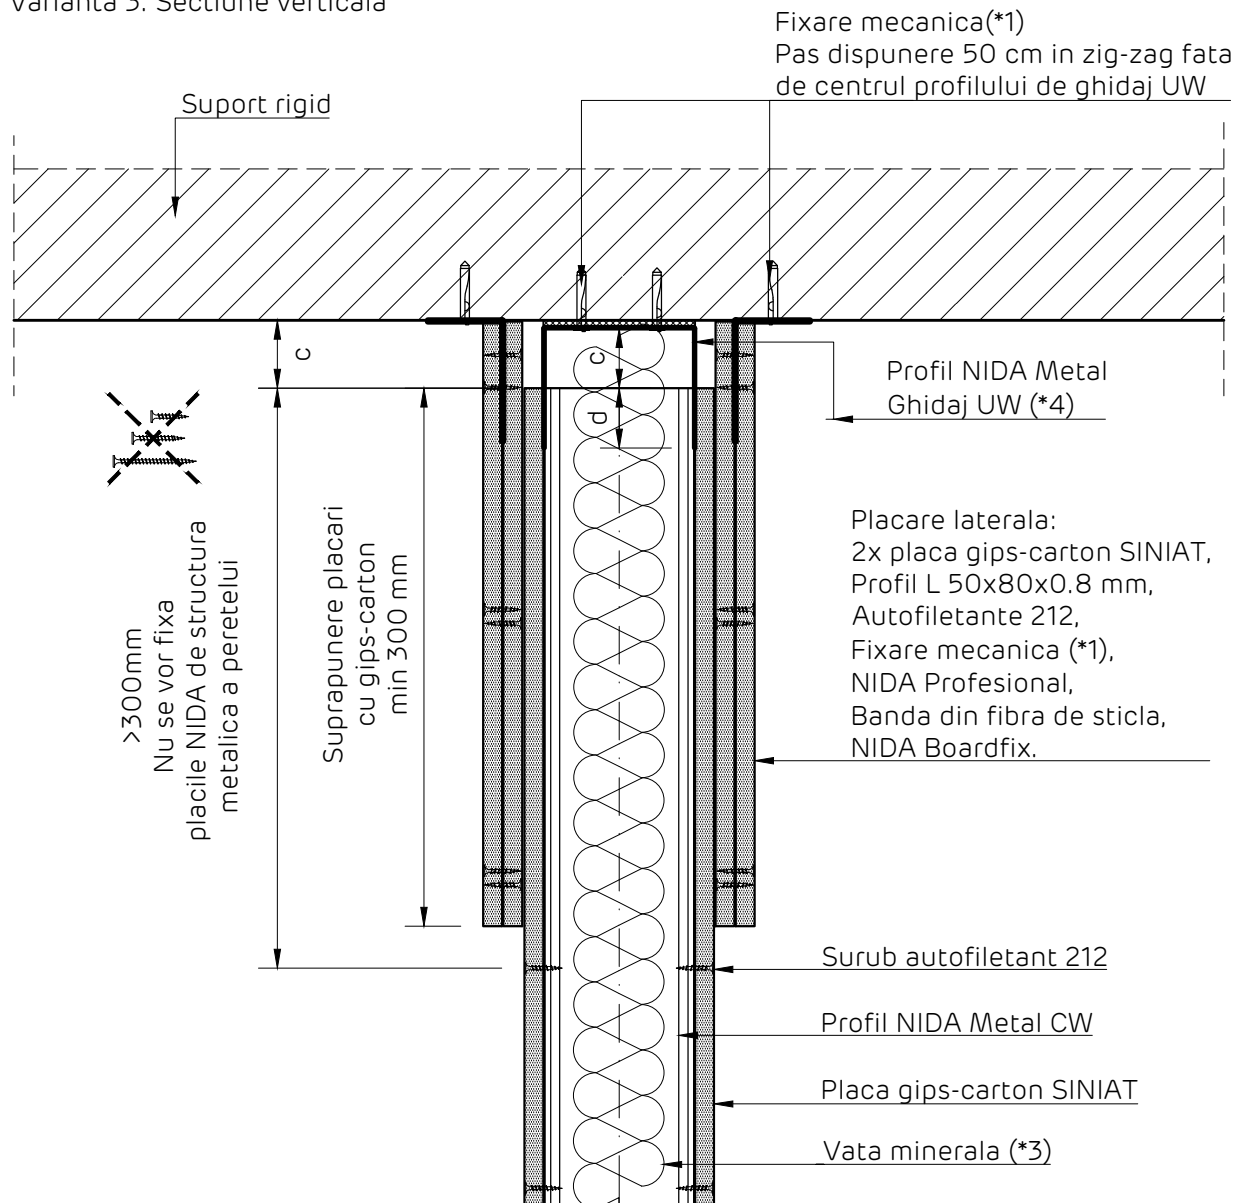 Varianta 3: Sectiune verticala
Fixare mecanica(*1)
Pas dispunere 50 cm in zig-zag fata
de centrul profilului de ghidaj UW
Suport rigid
c
c
d
Profil NIDA Metal
Ghidaj UW (*4)
>300mm
Nu se vor fixa
placile NIDA de structura
metalica a peretelui
Suprapunere placari
cu gips-carton
min 300 mm
Placare laterala:
2x placa gips-carton SINIAT,
Profil L 50x80x0.8 mm,
Autofiletante 212,
Fixare mecanica (*1),
NIDA Profesional,
Banda din fibra de sticla,
NIDA Boardfix.
Surub autofiletant 212
Profil NIDA Metal CW
Placa gips-carton SINIAT
Vata minerala (*3)